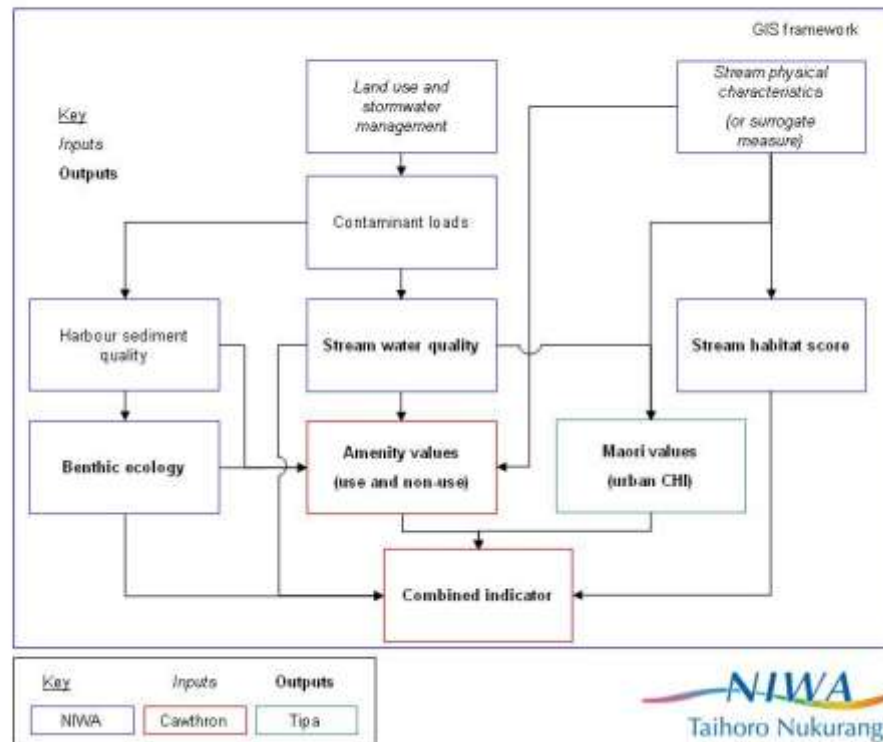 GIS framework
Land use and
stormwater
management
Stream physical
characteristics
(or surrogate
measure)
Key
Inputs
Outputs
Contaminant loads
Harbour sediment
quality
Stream water quality
Stream habitat score
Benthic ecology
Amenity values
(use and non-use)
Maori values
(urban CHI)
Combined indicator
Key
Inputs
Outputs
NIWA
Cawthron
Tipa
NIWA
Taihoro Nukurang